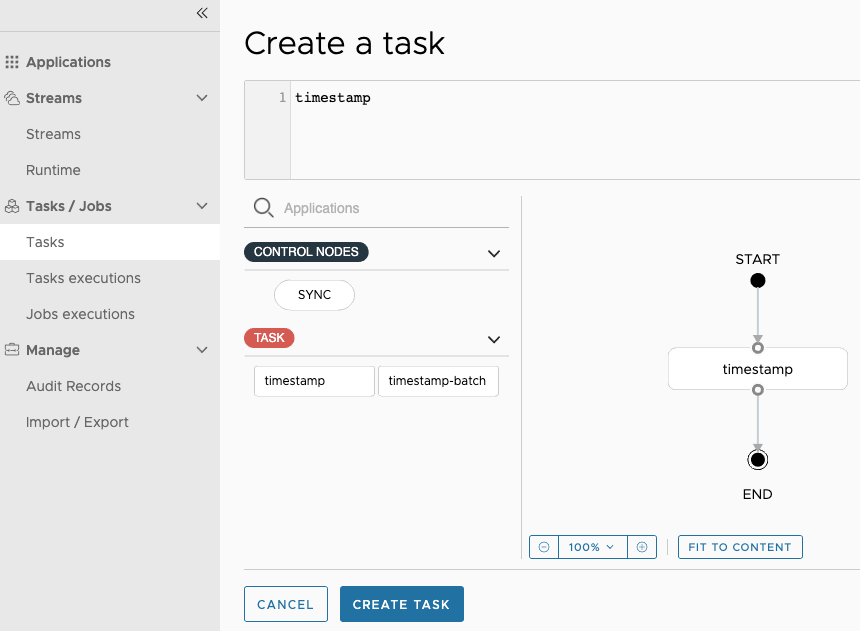 Applications
Streams
Streams
Runtime
Tasks / Jobs
Tasks
Tasks executions
Jobs executions
Manage
Audit Records
Import / Export
Create a task
1 timestamp
Applications
CONTROL NODES
SYNC
TASK
timestamp timestamp-batch
START
timestamp
END
100% FIT TO CONTENT
CANCEL CREATE TASK